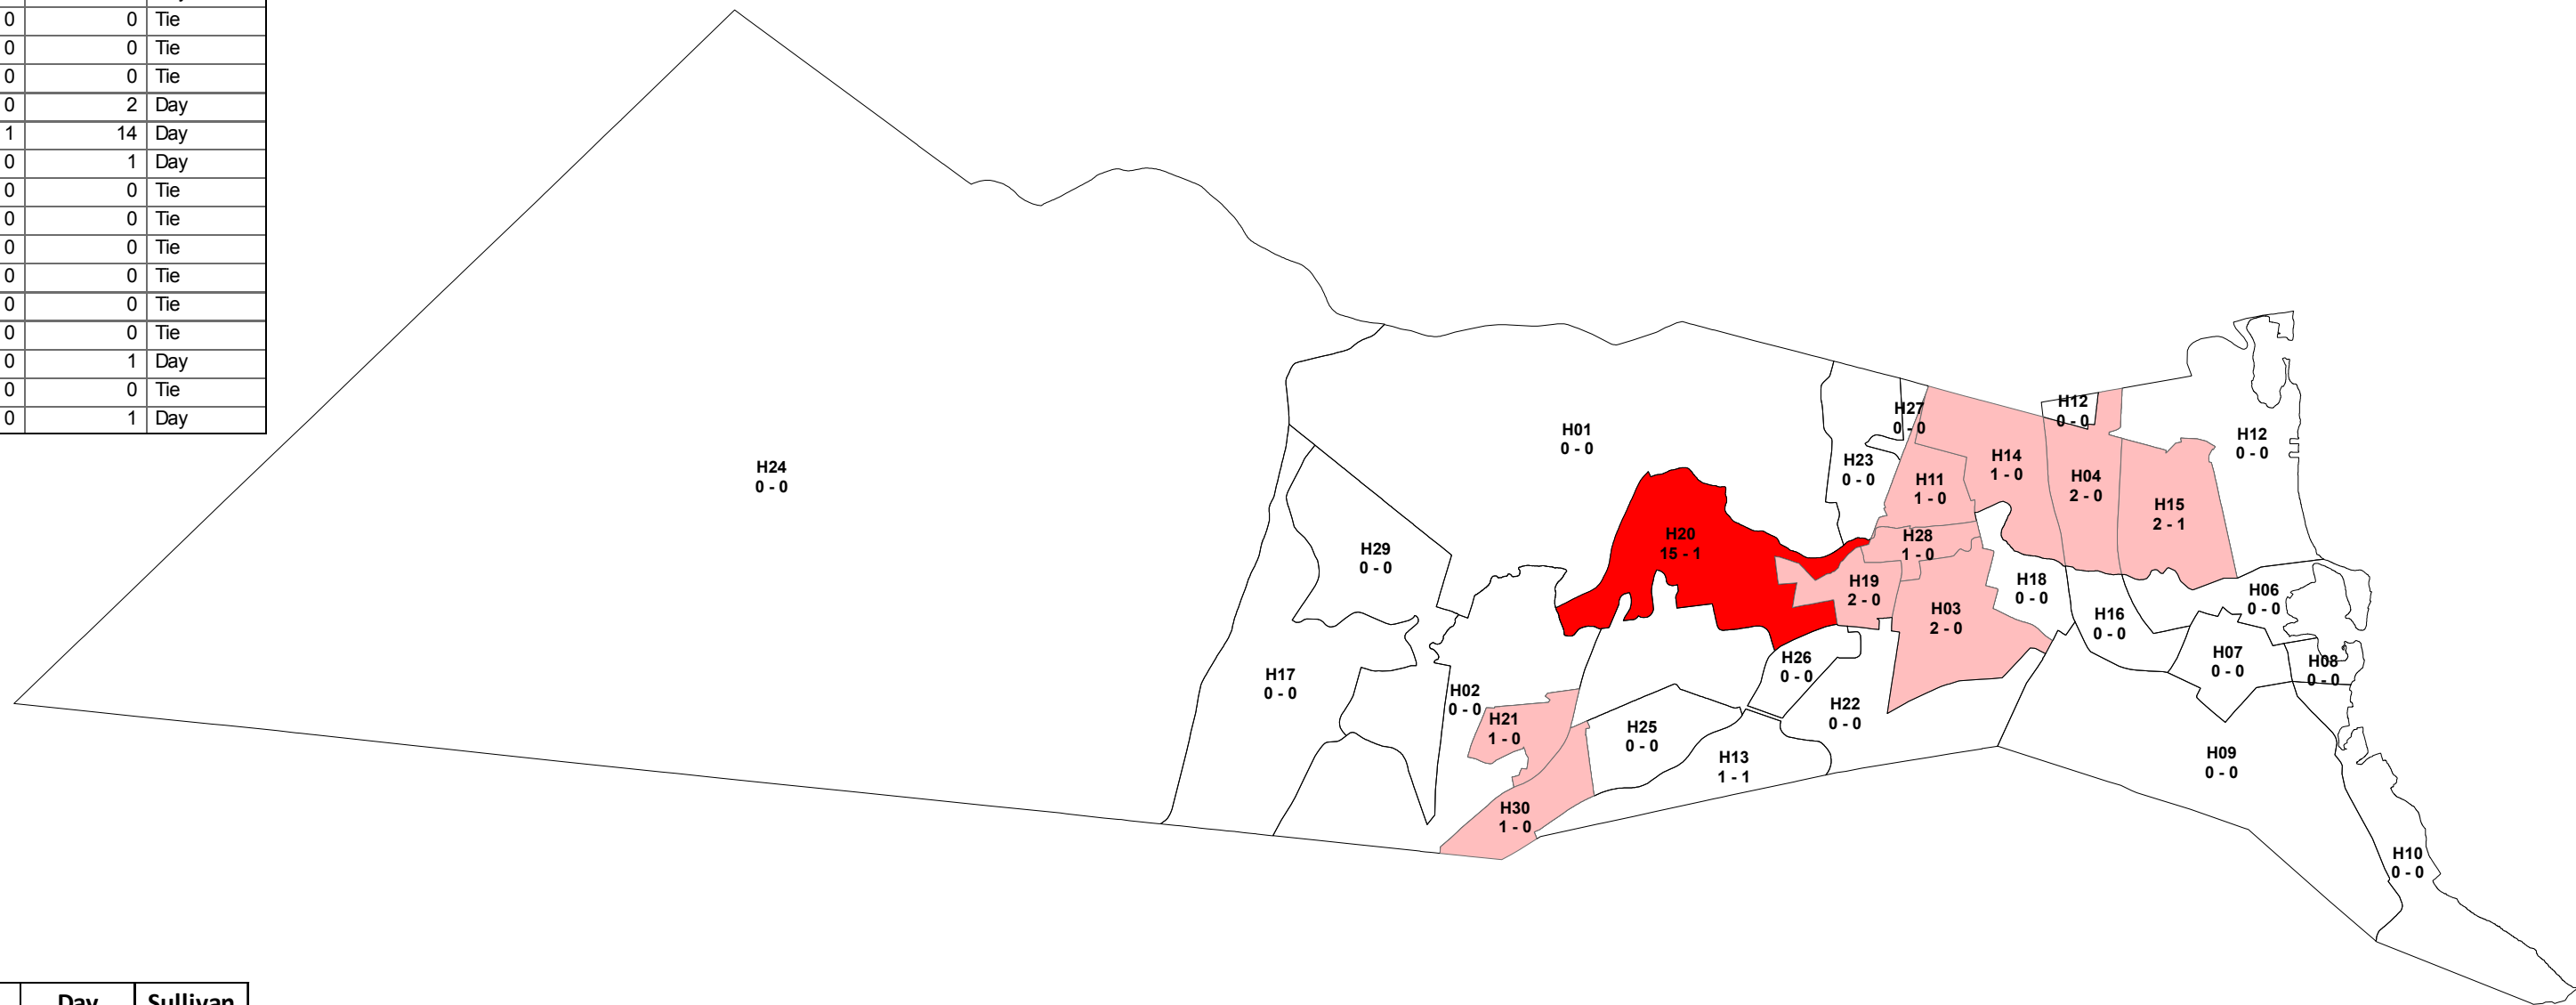 0 0 Tie
0 0 Tie
0 0 Tie
0 2 Day
1 14 Day
0 1 Day
0 0 Tie
0 0 Tie
0 0 Tie
0 0 Tie
0 0 Tie
0 0 Tie
0 1 Day
0 0 Tie
0 1 Day
H24
0 - 0
H01
0 - 0
H27
0 - 0
H12
0 - 0
H12
0 - 0
H23
0 - 0
H11
1 - 0
H14
1 - 0
H04
2 - 0
H15
2 - 1
H20
15 - 1
H28
1 - 0
H29
0 - 0
H19
2 - 0
H03
2 - 0
H18
0 - 0
H16
0 - 0
H06
0 - 0
H07
0 - 0
H08
0 - 0
H17
0 - 0
H02
0 - 0
H26
0 - 0
H22
0 - 0
H21
1 - 0
H25
0 - 0
H13
1 - 1
H09
0 - 0
H30
1 - 0
H10
0 - 0
Day Sullivan